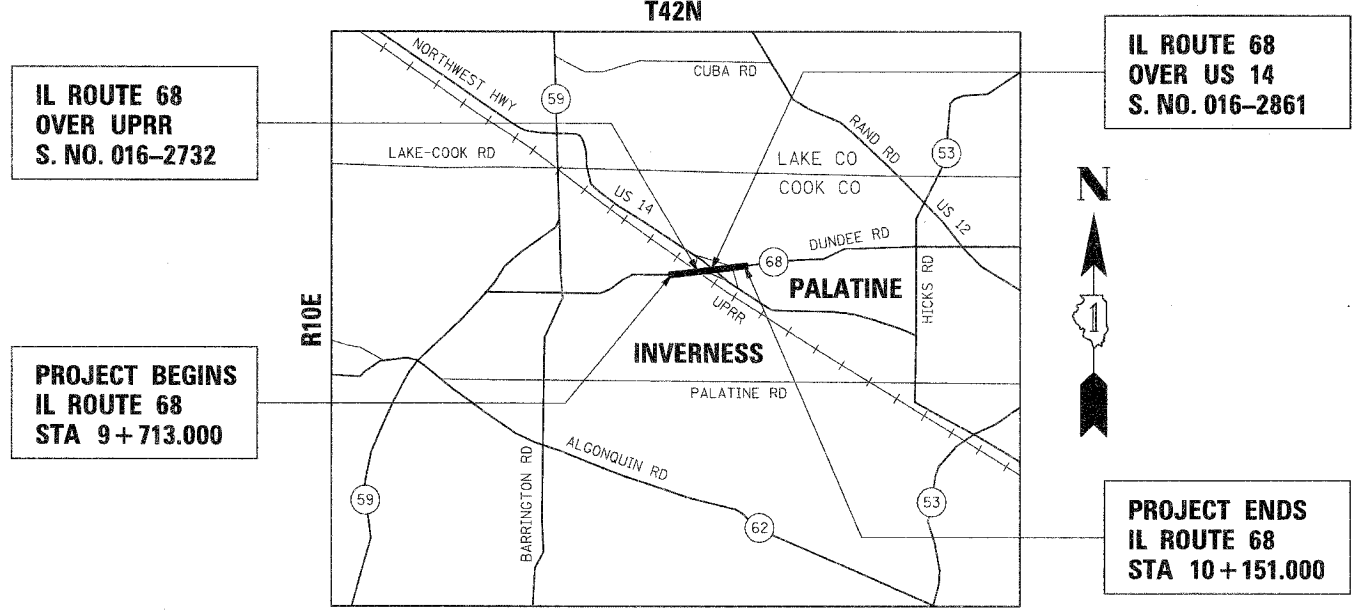 T42N
IL ROUTE 68
OVER UPRR
S. NO. 016–2732
IL ROUTE 68
OVER US 14
S. NO. 016–2861
NORTHWEST HWY
59
CUBA RD
RAND RD
53
LAKE-COOK RD
LAKE CO
COOK CO
US 14
US 12
DUNDEE RD
68
PALATINE
HICKS RD
UPRR
N
1
R10E
INVERNESS
PROJECT BEGINS
IL ROUTE 68
STA 9+713.000
PALATINE RD
ALGONQUIN RD
BARRINGTON RD
59
62
53
PROJECT ENDS
IL ROUTE 68
STA 10+151.000